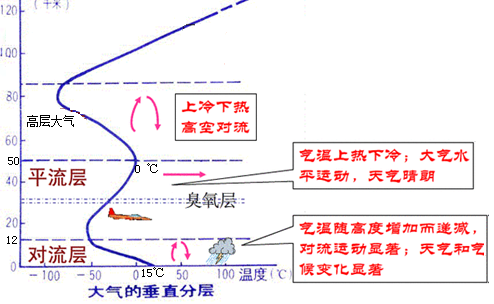 (千米)
120
100
80
60
50
40
20
12
0
上冷下热
高空对流
高层大气
0 ℃
气温上热下冷；大气水
平运动，天气晴朗
平流层
臭氧层
气温随高度增加而递减，
对流运动显著；天气和气
候变化显著
对流层
15℃
-100 -50 0 50 100 温度(℃)
大气的垂直分层